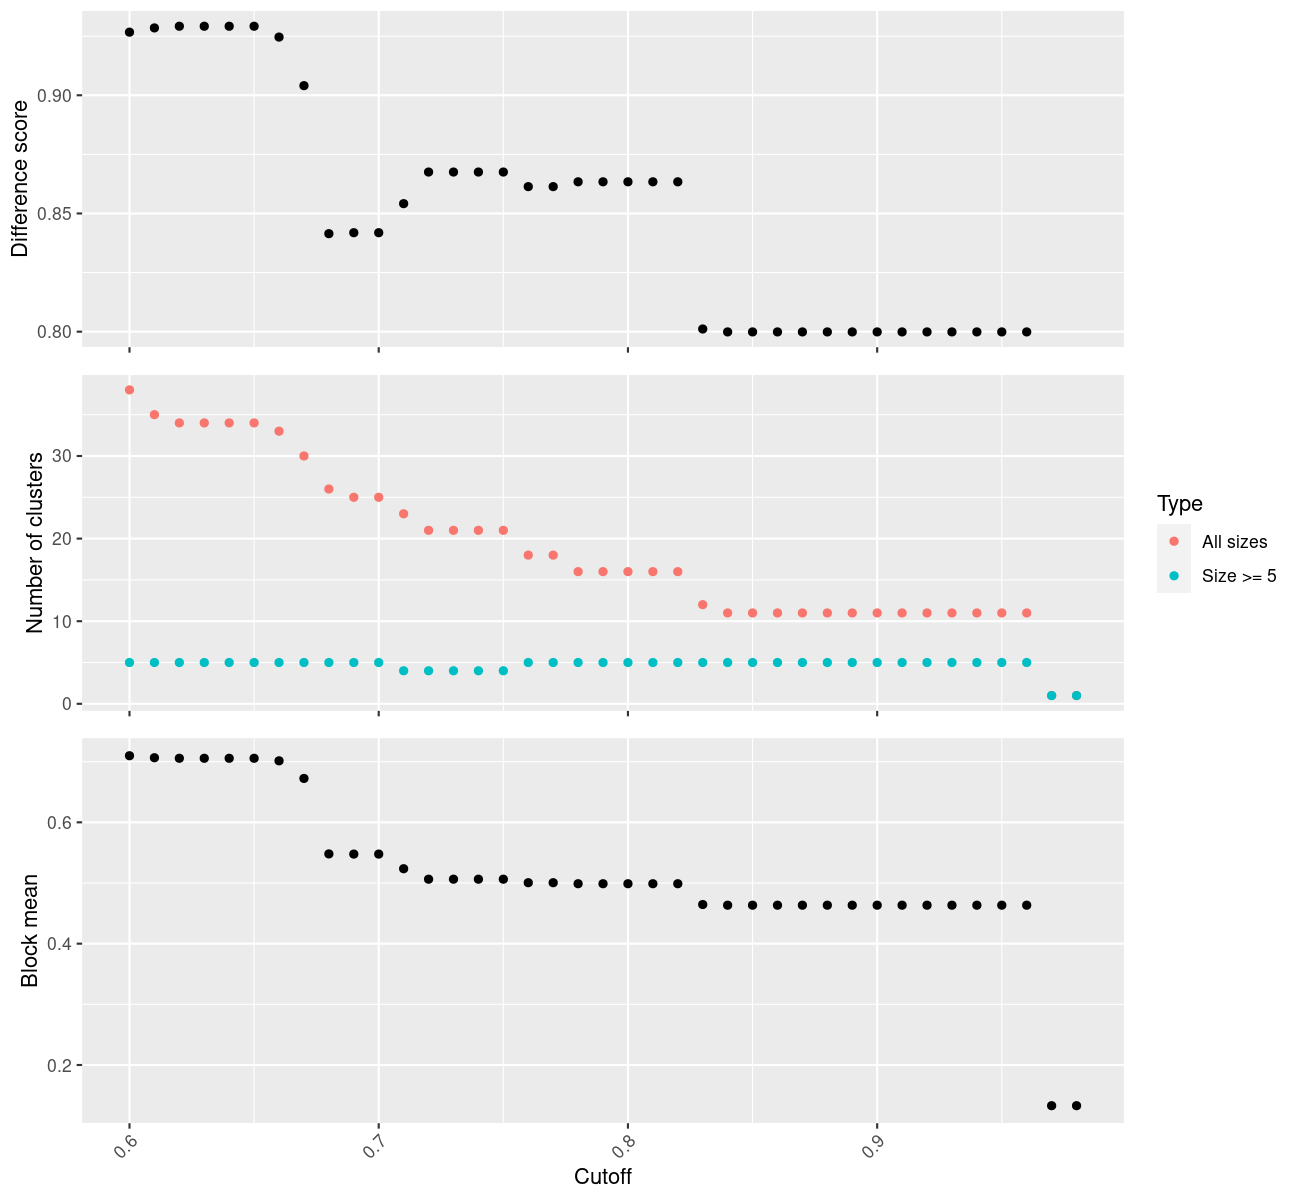 Difference score
0.90
0.85
0.80
Number of clusters
30
20
10
0
Type
All sizes
Size >= 5
Block mean
0.6
0.4
0.2
0.6 0.7 0.8 0.9
Cutoff